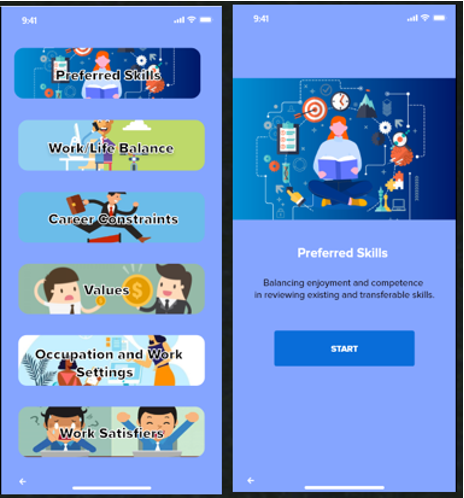 9:41
Preferred Skills
Work/Life Balance
Career Constraints
Values
$
Occupation and Work
Settings
Work Satisfiers
9:41
Preferred Skills
Balancing enjoyment and competence
in reviewing existing and transferable skills.
START